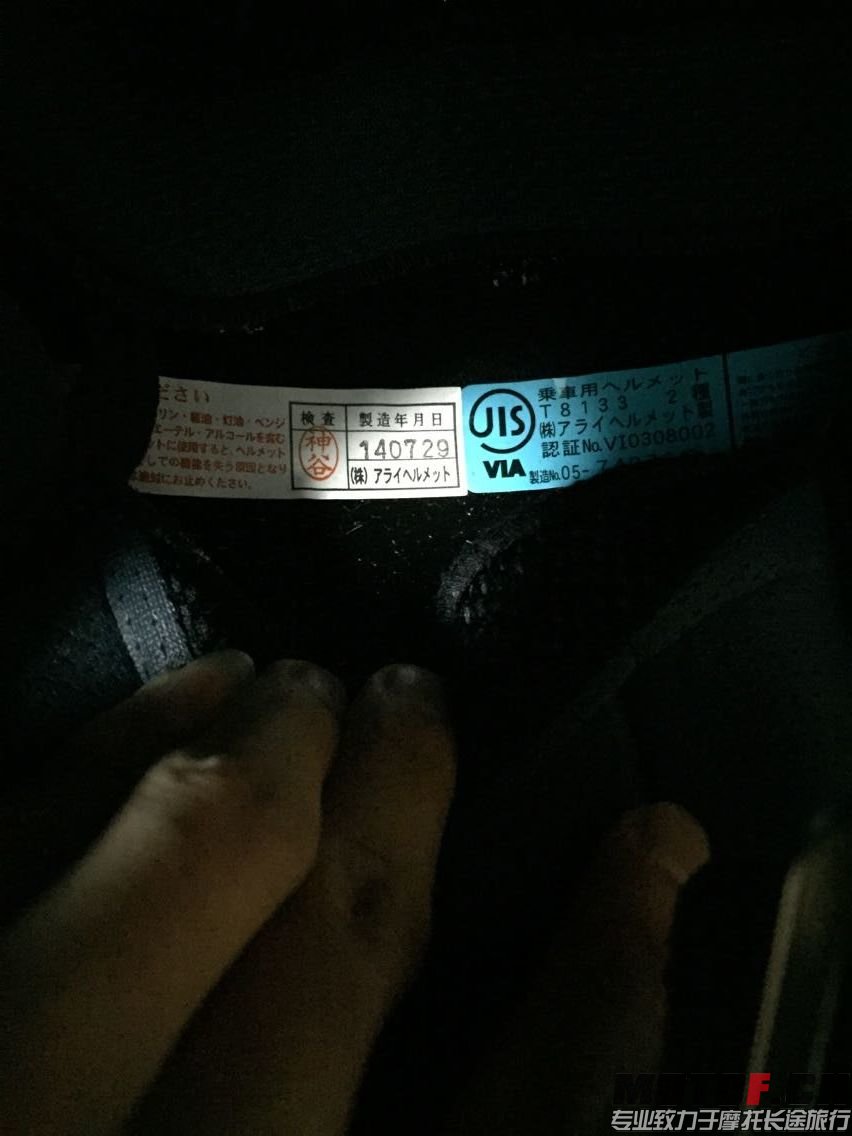 ださい
リン・軽油・灯油・ベンジ
エーテル・アルコールを含む
ットに使用すると、ヘルメット
しての機能を失う原因となり
絶対にお止めください。
検査
製造年月日
神谷
140729
(株) アライヘルメット
JIS
VIA
乗車用ヘルメット
T8133 2種
(株)アライヘルメット製
認証No.VI0308002
製造No.05-
专业致力于摩托长途旅行